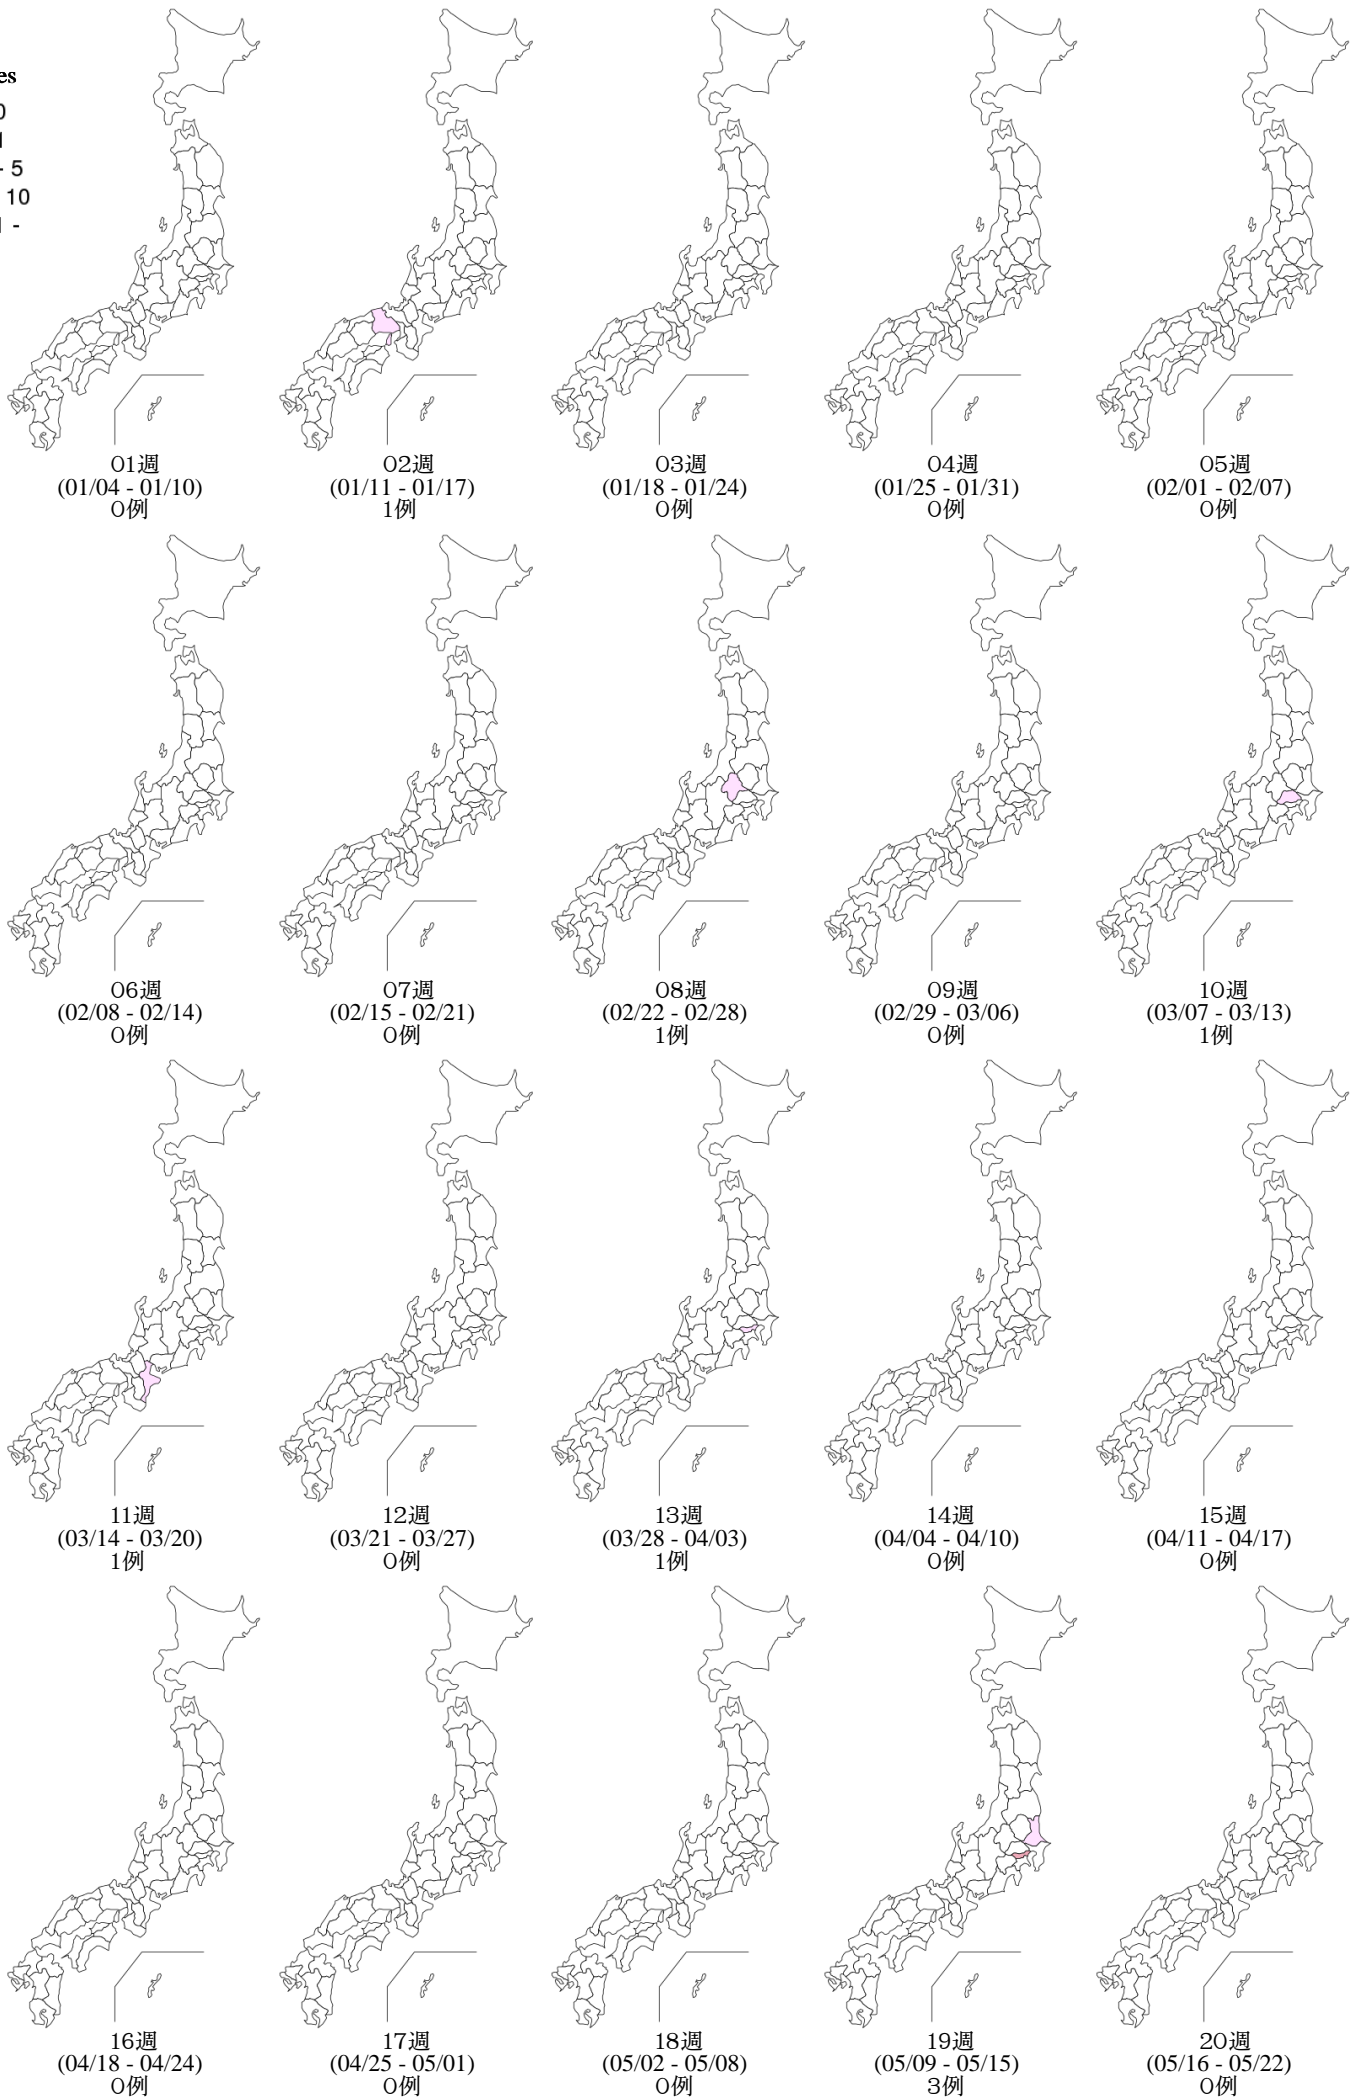 es
0
1
- 5
10
1 -
01週
(01/04 - 01/10)
0例
02週
(01/11 - 01/17)
1例
03週
(01/18 - 01/24)
0例
04週
(01/25 - 01/31)
0例
05週
(02/01 - 02/07)
0例
06週
(02/08 - 02/14)
0例
07週
(02/15 - 02/21)
0例
08週
(02/22 - 02/28)
1例
09週
(02/29 - 03/06)
0例
10週
(03/07 - 03/13)
1例
11週
(03/14 - 03/20)
1例
12週
(03/21 - 03/27)
0例
13週
(03/28 - 04/03)
1例
14週
(04/04 - 04/10)
0例
15週
(04/11 - 04/17)
0例
16週
(04/18 - 04/24)
0例
17週
(04/25 - 05/01)
0例
18週
(05/02 - 05/08)
0例
19週
(05/09 - 05/15)
3例
20週
(05/16 - 05/22)
0例